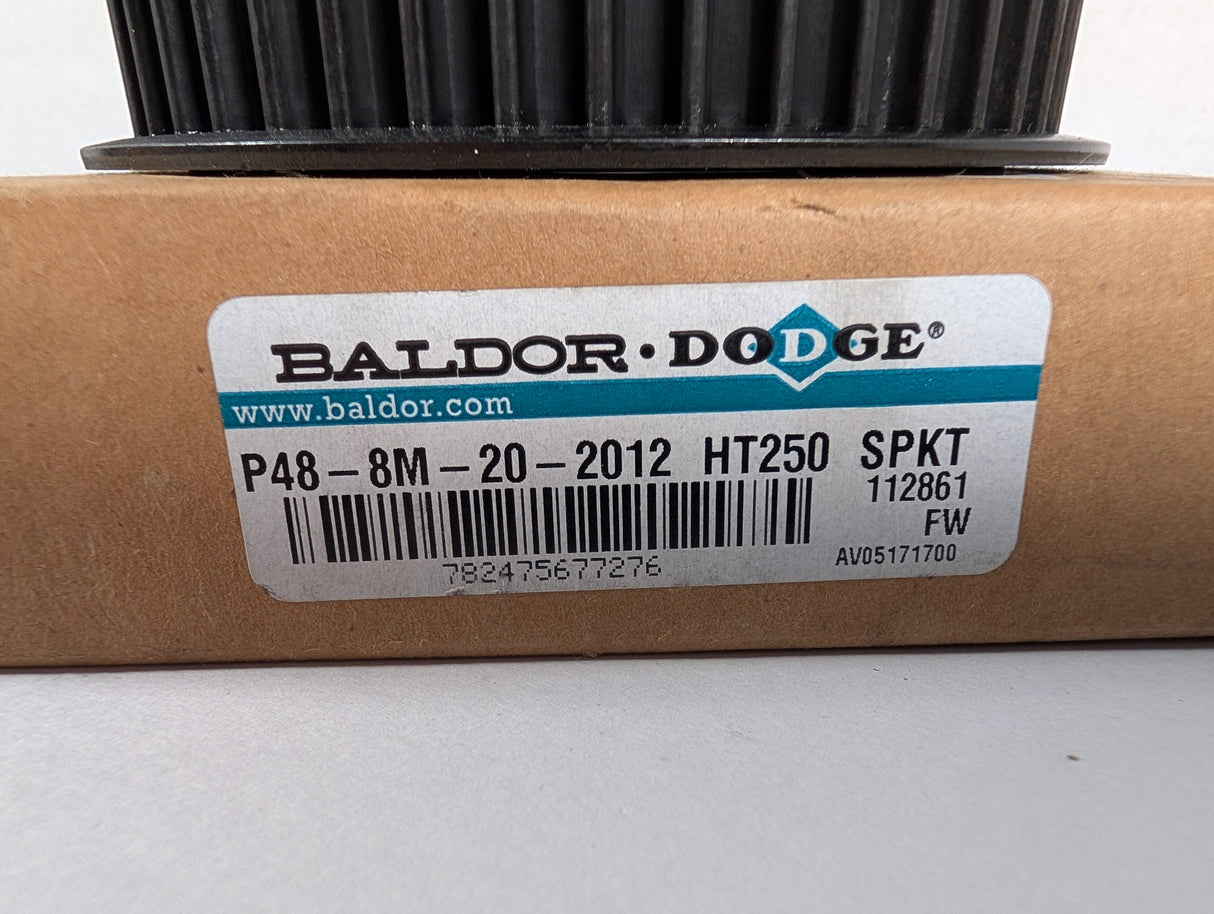 BALDOR·DODGE®
www.baldor.com
P48-8M-20-2012 HT250 SPKT
112861
FW
782475677276
AV05171700